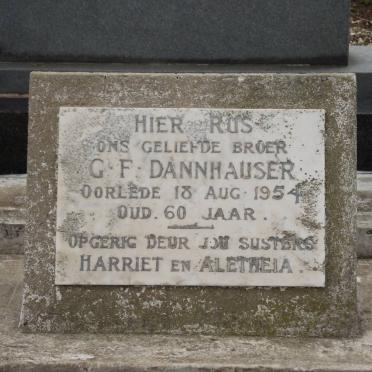 HIER RUS
ONS GELIEFDE BROER
G. F. DANNHAUSER
OORLEDE 18 AUG 1954
OUD. 60 JAAR.
OPGERIG DEUR JOU SUSTERS
HARRIET EN ALETHEIA.